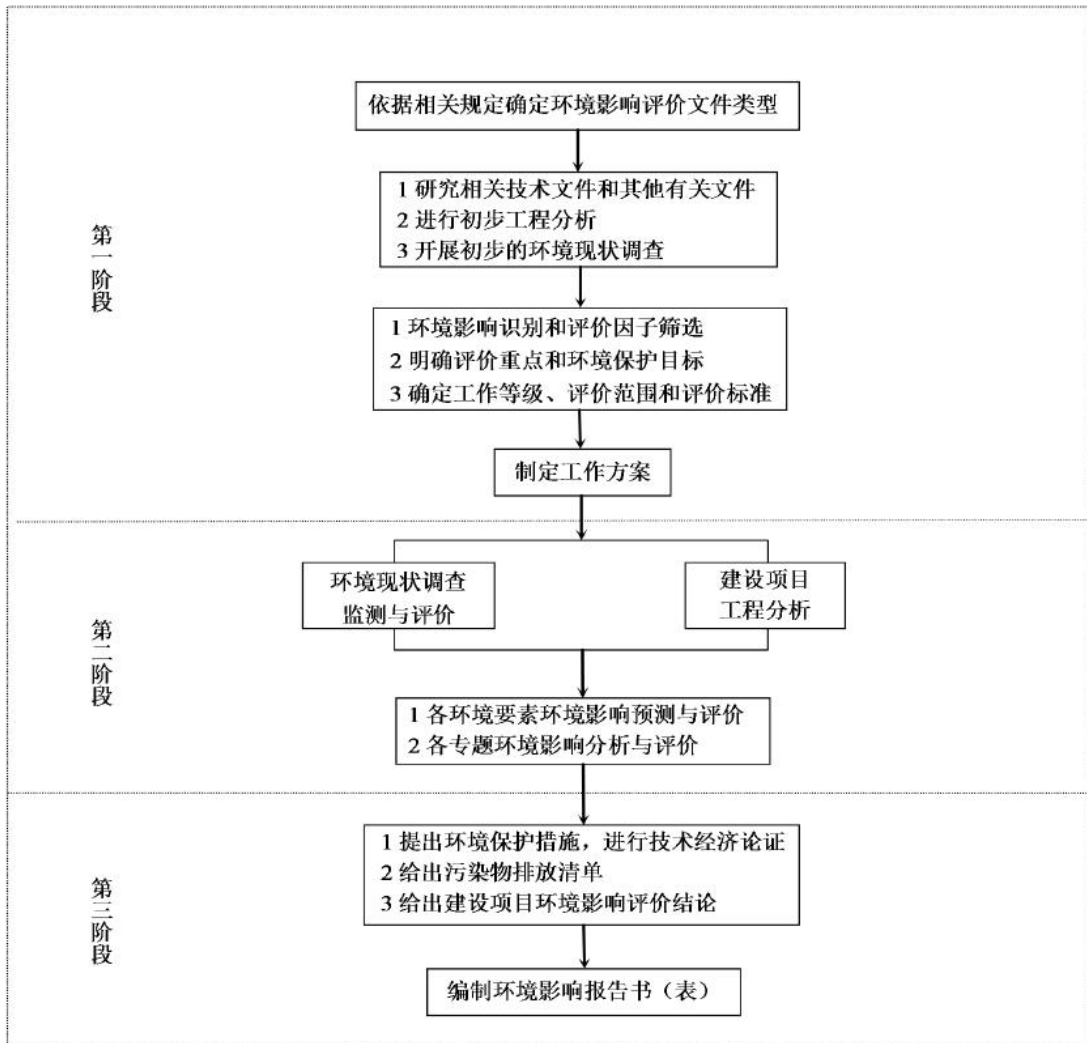 依据相关规定确定环境影响评价文件类型
1 研究相关技术文件和其他有关文件
2 进行初步工程分析
3 开展初步的环境现状调查
第一阶段
1 环境影响识别和评价因子筛选
2 明确评价重点和环境保护目标
3 确定工作等级、评价范围和评价标准
制定工作方案
第二阶段
环境现状调查
监测与评价
建设项目
工程分析
1 各环境要素环境影响预测与评价
2 各专题环境影响分析与评价
第三阶段
1 提出环境保护措施，进行技术经济论证
2 给出污染物排放清单
3 给出建设项目环境影响评价结论
编制环境影响报告书（表）